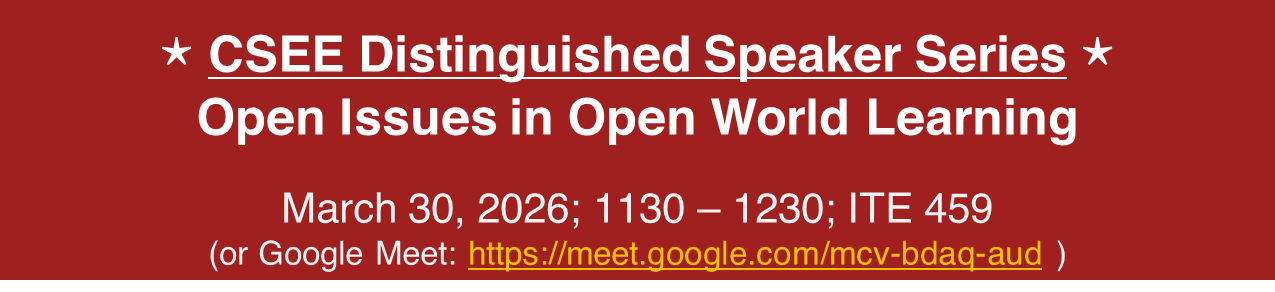 ★ CSEE Distinguished Speaker Series ★
Open Issues in Open World Learning
March 30, 2026; 1130 – 1230; ITE 459
(or Google Meet: https://meet.google.com/mcv-bdaq-aud )